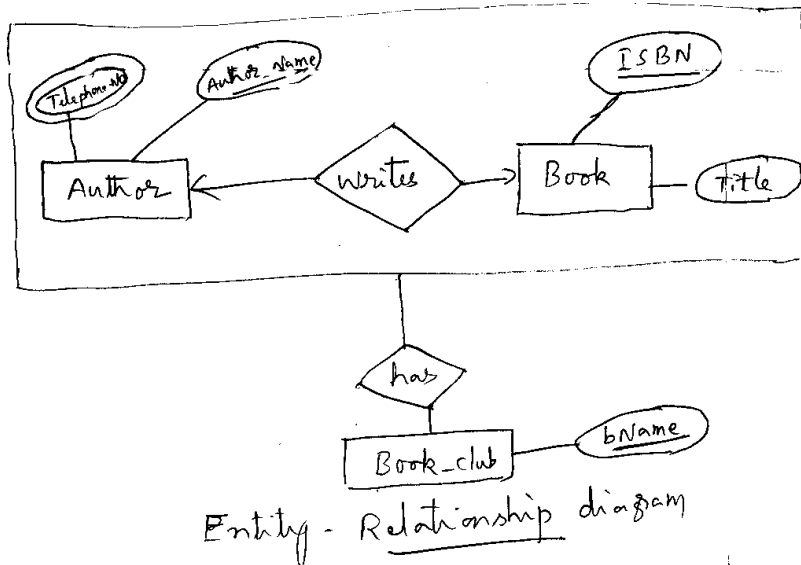 ISBN
Telephone-No
Author_Name
Author
Writes
Book
Title
has
Book_club
bName
Entity - Relationship diagram